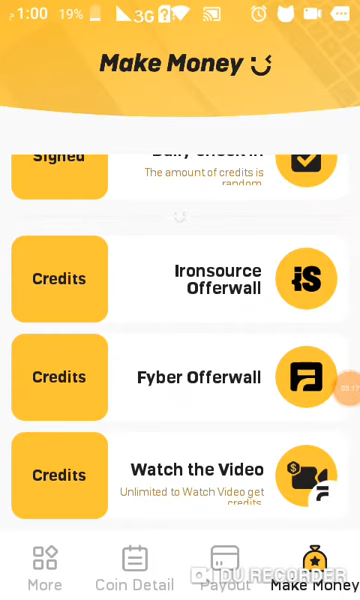 1:00 19% 3G
Make Money
Signed
Daily Check in
The amount of credits is
random
Credits
Ironsource
Offerwall
iS
Credits
Fyber Offerwall
03:17
Credits
Watch the Video
Unlimited to Watch Video get
credits
DU RECORDER
More
Coin Detail
Payout
Make Money